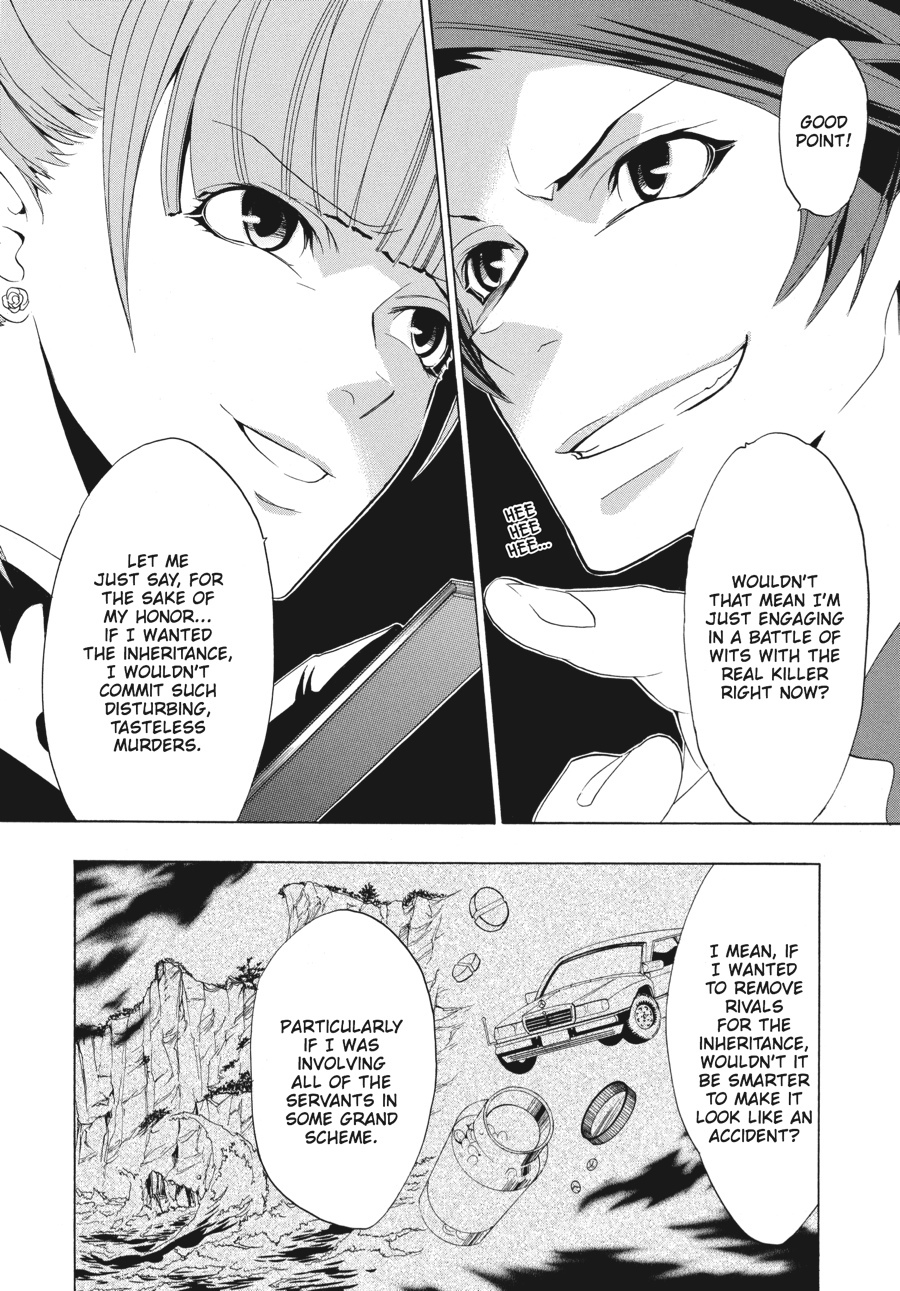 GOOD
POINT!
WOULDN'T
THAT MEAN I'M
JUST ENGAGING
IN A BATTLE OF
WITS WITH THE
REAL KILLER
RIGHT NOW?
HEE
HEE
HEE...
LET ME
JUST SAY, FOR
THE SAKE OF
MY HONOR...
IF I WANTED
THE INHERITANCE,
I WOULDN'T
COMMIT SUCH
DISTURBING,
TASTELESS
MURDERS.
I MEAN, IF
I WANTED
TO REMOVE
RIVALS
FOR THE
INHERITANCE,
WOULDN'T IT
BE SMARTER
TO MAKE IT
LOOK LIKE AN
ACCIDENT?
PARTICULARLY
IF I WAS
INVOLVING
ALL OF THE
SERVANTS IN
SOME GRAND
SCHEME.